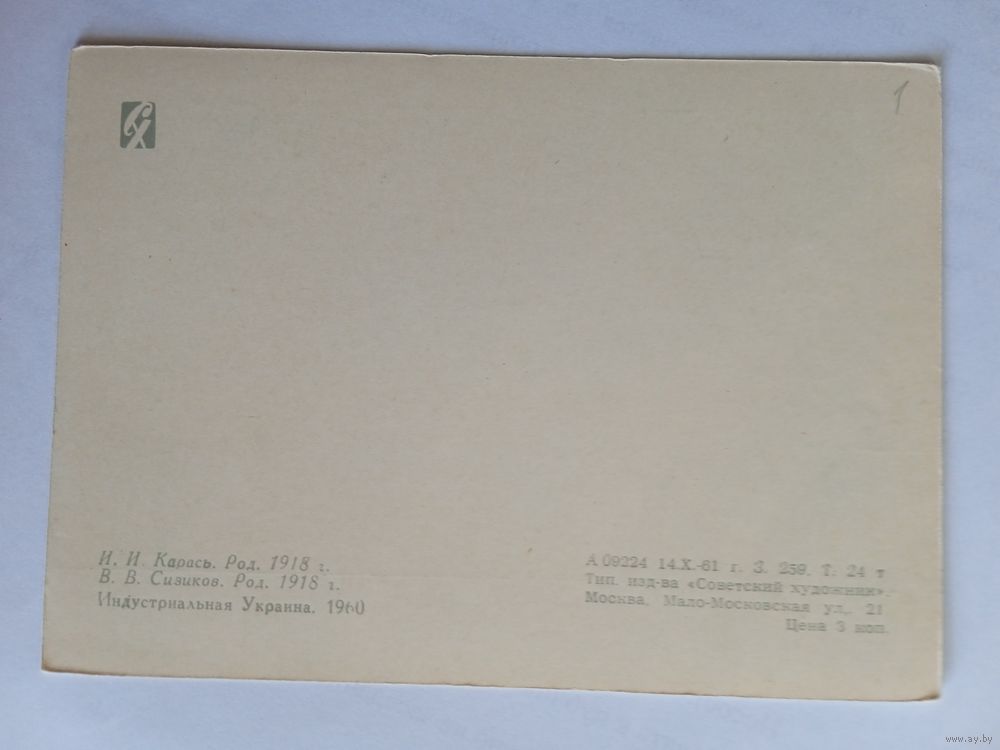 СХ
1
И. И. Карась. Род. 1918 г.
В. В. Сизиков. Род. 1918 г.
Индустриальная Украина. 1960
А 09224 14.X.-61 г. З. 259. Т. 24 т
Тип. изд-ва «Советский художник».
Москва, Мало-Московская ул., 21
Цена 3 коп.
www.ay.by